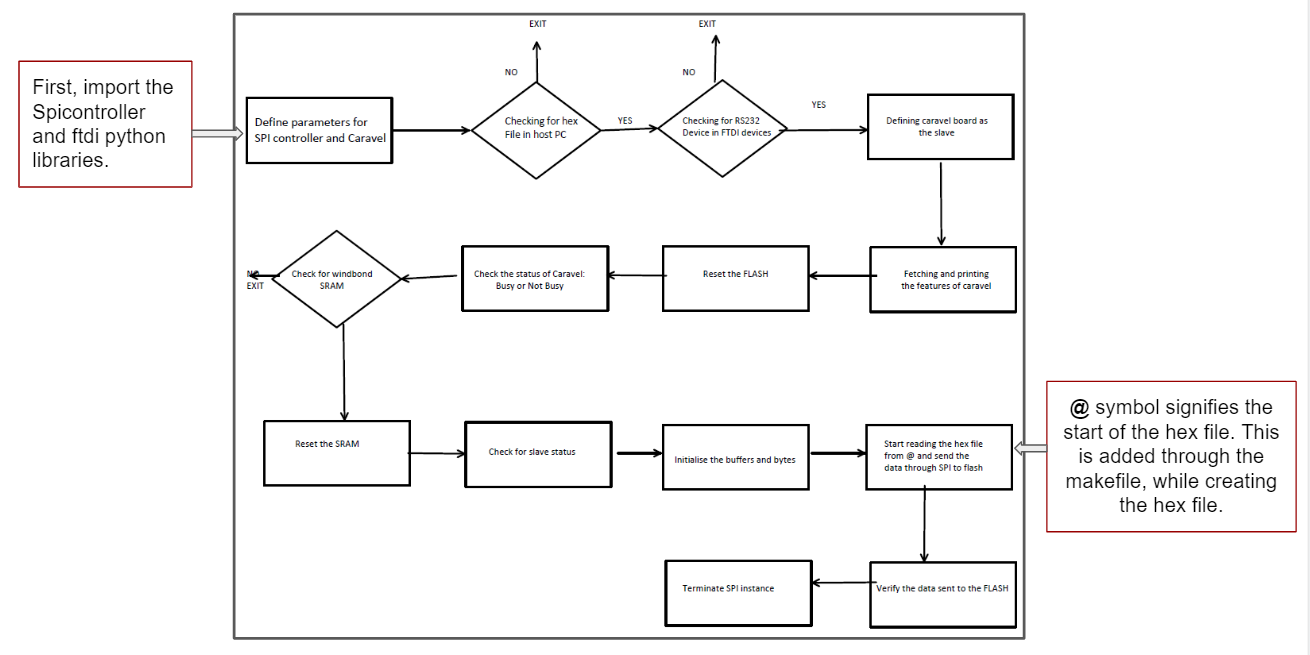 EXIT
EXIT
NO
NO
First, import the
Spicontroller
and ftdi python
libraries.
Define parameters for
SPI controller and Caravel
Checking for hex
File in host PC
YES
Checking for RS232
Device in FTDI devices
YES
Defining caravel board as
the slave
Fetching and printing
the features of caravel
Reset the FLASH
Check the status of Caravel:
Busy or Not Busy
Check for windbond
SRAM
NO
EXIT
Reset the SRAM
Check for slave status
Initialise the buffers and bytes
Start reading the hex file
from @ and send the
data through SPI to flash
@ symbol signifies the
start of the hex file. This
is added through the
makefile, while creating
the hex file.
Verify the data sent to the FLASH
Terminate SPI instance